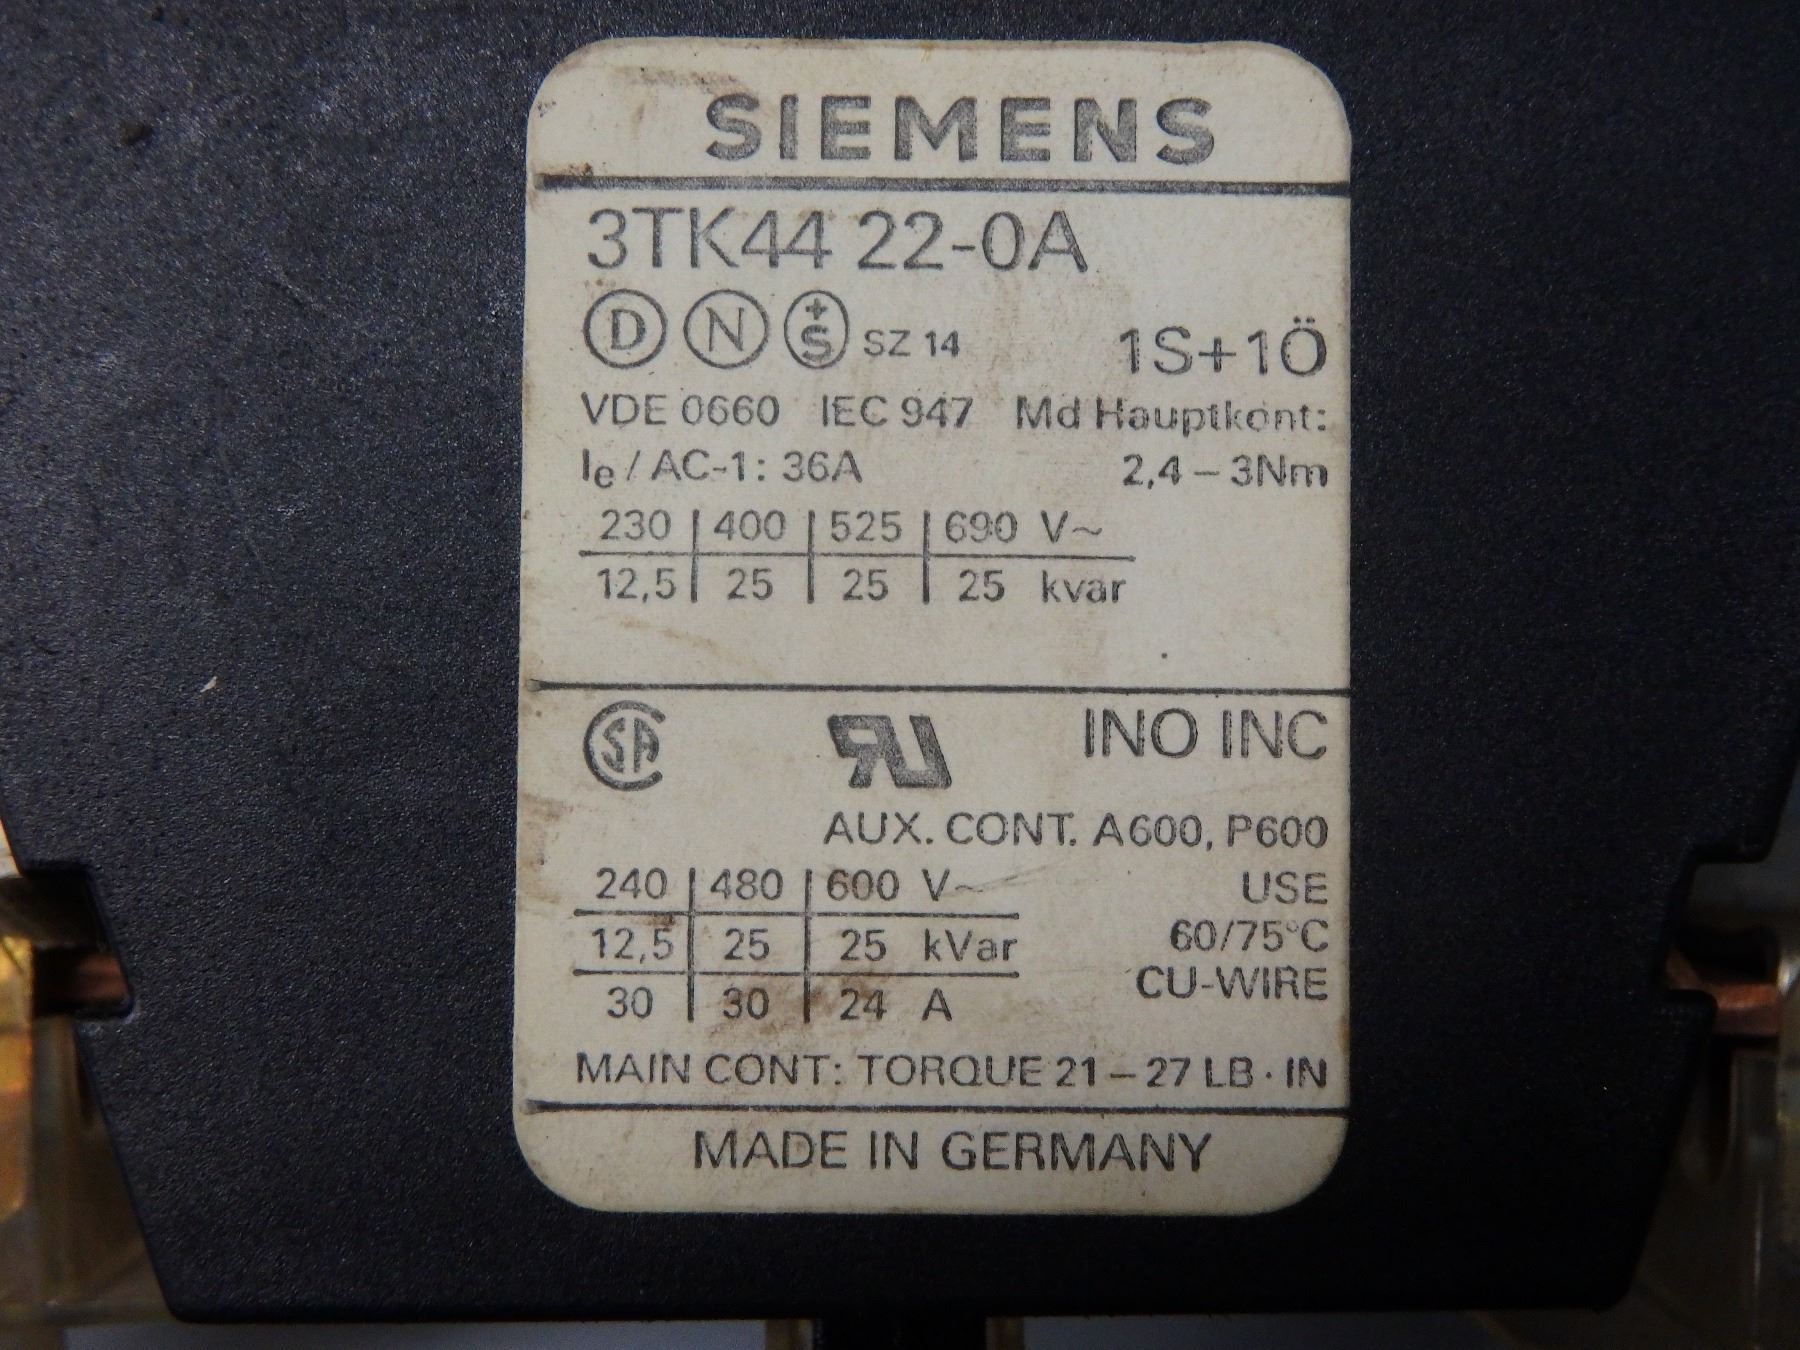 SIEMENS
3TK44 22-0A
D N +S SZ 14 1S+1Ö
VDE 0660 IEC 947 Md Hauptkont:
Ie / AC-1: 36A 2,4 – 3Nm
230 | 400 | 525 | 690 V~
12,5 | 25 | 25 | 25 kvar
SA RU INO INC
AUX. CONT. A600, P600
240 | 480 | 600 V~ USE
12,5 | 25 | 25 kVar 60/75°C
30 | 30 | 24 A CU-WIRE
MAIN CONT: TORQUE 21 – 27 LB · IN
MADE IN GERMANY